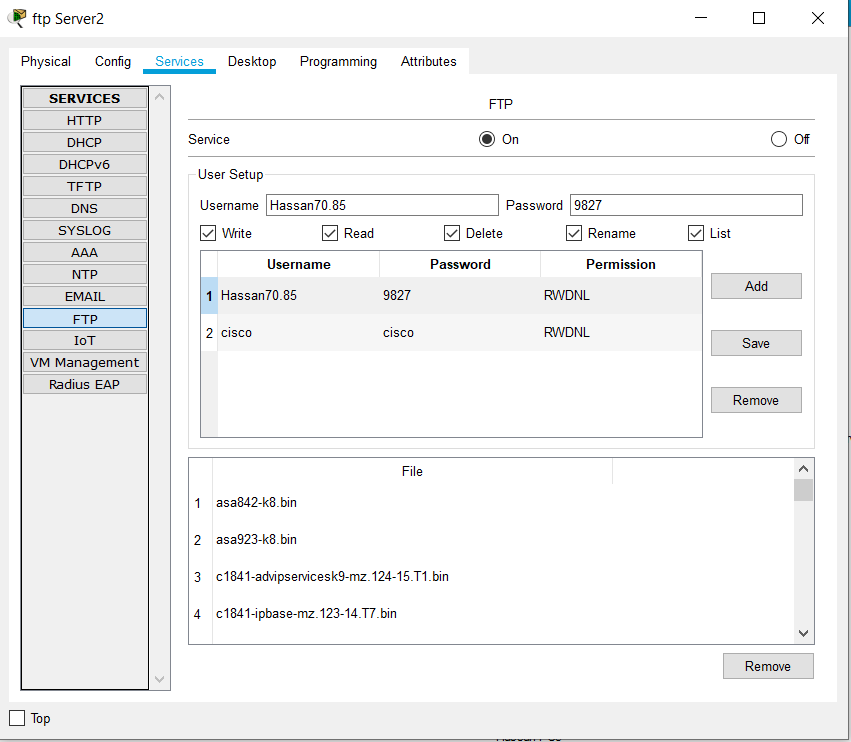 ftp Server2
Physical Config Services Desktop Programming Attributes
SERVICES
HTTP
DHCP
DHCPv6
TFTP
DNS
SYSLOG
AAA
NTP
EMAIL
FTP
IoT
VM Management
Radius EAP
FTP
Service On Off
User Setup
Username Hassan70.85 Password 9827
Write Read Delete Rename List
Username Password Permission
1 Hassan70.85 9827 RWDNL
2 cisco cisco RWDNL
Add
Save
Remove
File
1 asa842-k8.bin
2 asa923-k8.bin
3 c1841-advipservicesk9-mz.124-15.T1.bin
4 c1841-ipbase-mz.123-14.T7.bin
Remove
Top